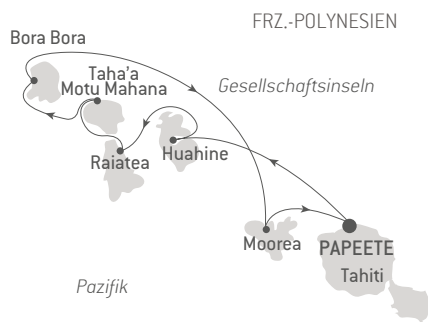 FRZ.-POLYNESIEN
Bora Bora
Taha'a
Motu Mahana
Gesellschaftsinseln
Huahine
Raiatea
Moorea
PAPEETE
Tahiti
Pazifik